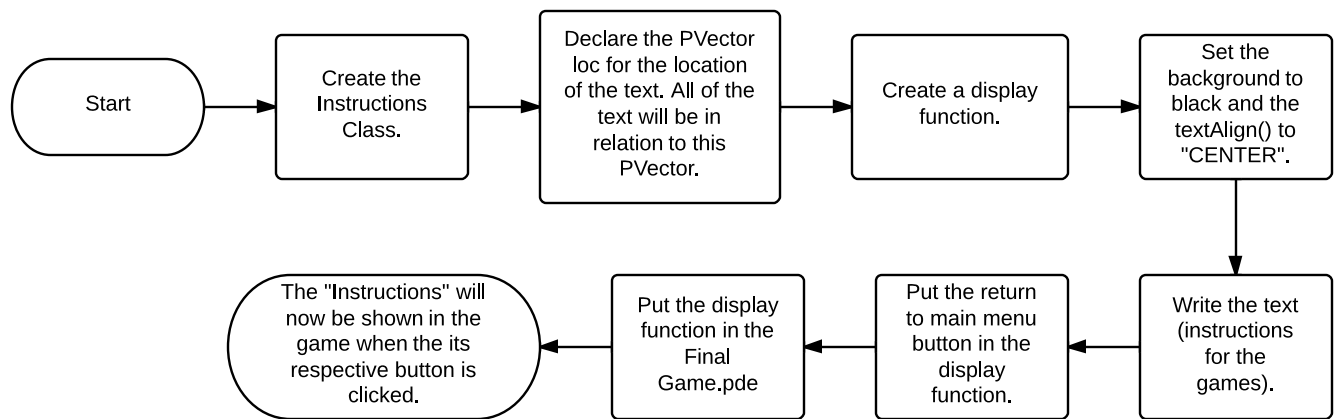 Start
Create the
Instructions
Class.
Declare the PVector
loc for the location
of the text. All of the
text will be in
relation to this
PVector.
Create a display
function.
Set the
background to
black and the
textAlign() to
"CENTER".
Write the text
(instructions
for the
games).
Put the return
to main menu
button in the
display
function.
Put the display
function in the
Final
Game.pde
The "Instructions" will
now be shown in the
game when the its
respective button is
clicked.